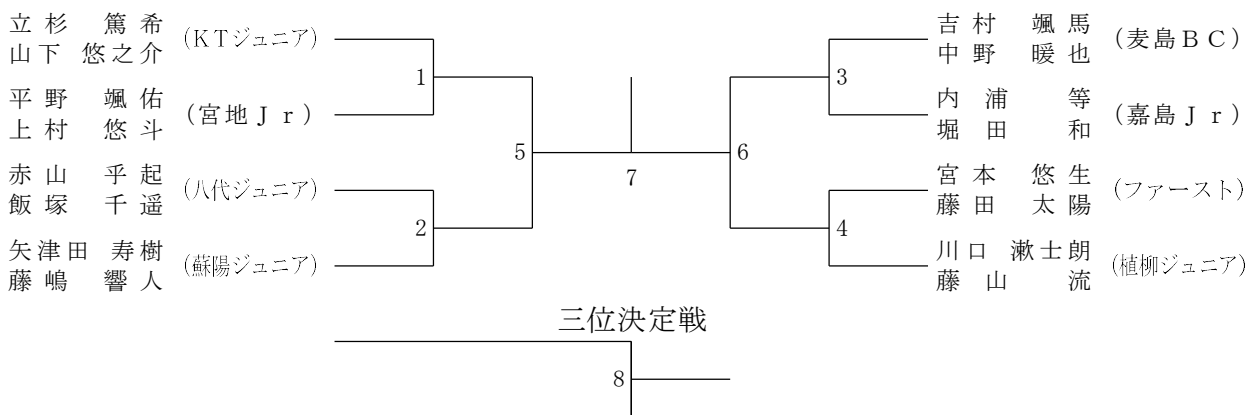 立杉 篤希
山下 悠之介
(KTジュニア)
平野 颯佑
上村 悠斗
(宮地Jr)
赤山 乎起
飯塚 千遥
(八代ジュニア)
矢津田 寿樹
藤嶋 響人
(蘇陽ジュニア)
1
2
5
7
6
3
4
吉村 颯馬
中野 暖也
(麦島BC)
内浦 等
堀田 和
(嘉島Jr)
宮本 悠生
藤田 太陽
(ファースト)
川口 漱士朗
藤山 流
(植柳ジュニア)
三位決定戦
8